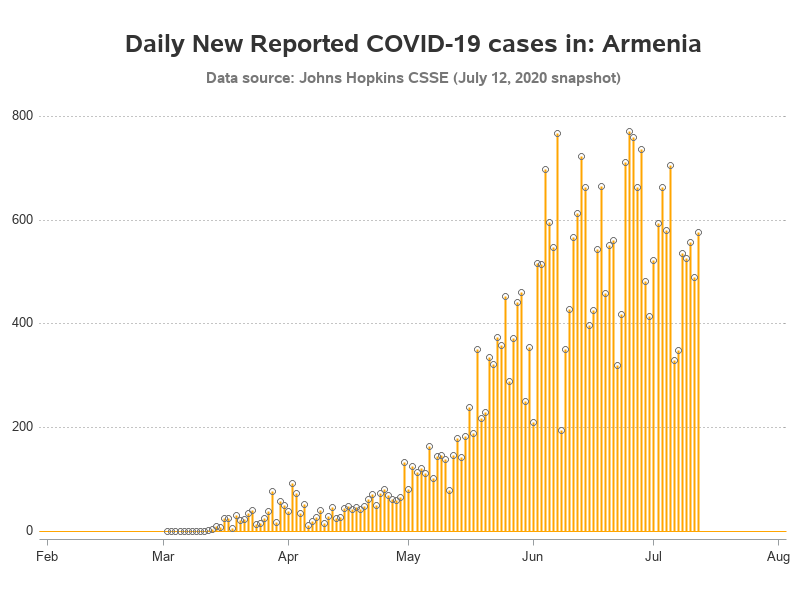 Daily New Reported COVID-19 cases in: Armenia
Data source: Johns Hopkins CSSE (July 12, 2020 snapshot)
800
600
400
200
0
Feb Mar Apr May Jun Jul Aug